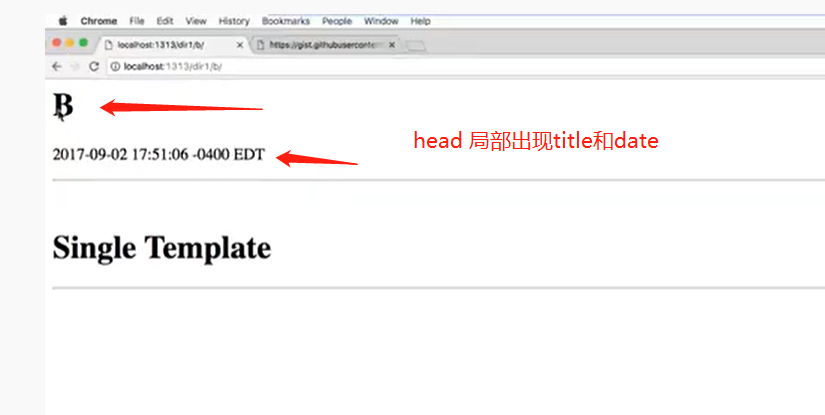 Chrome File Edit View History Bookmarks People Window Help
localhost:1313/dir1/b/ × https://gist.githubusercontent ×
localhost:1313/dir1/b/
B
2017-09-02 17:51:06 -0400 EDT
head 局部出现title和date
Single Template